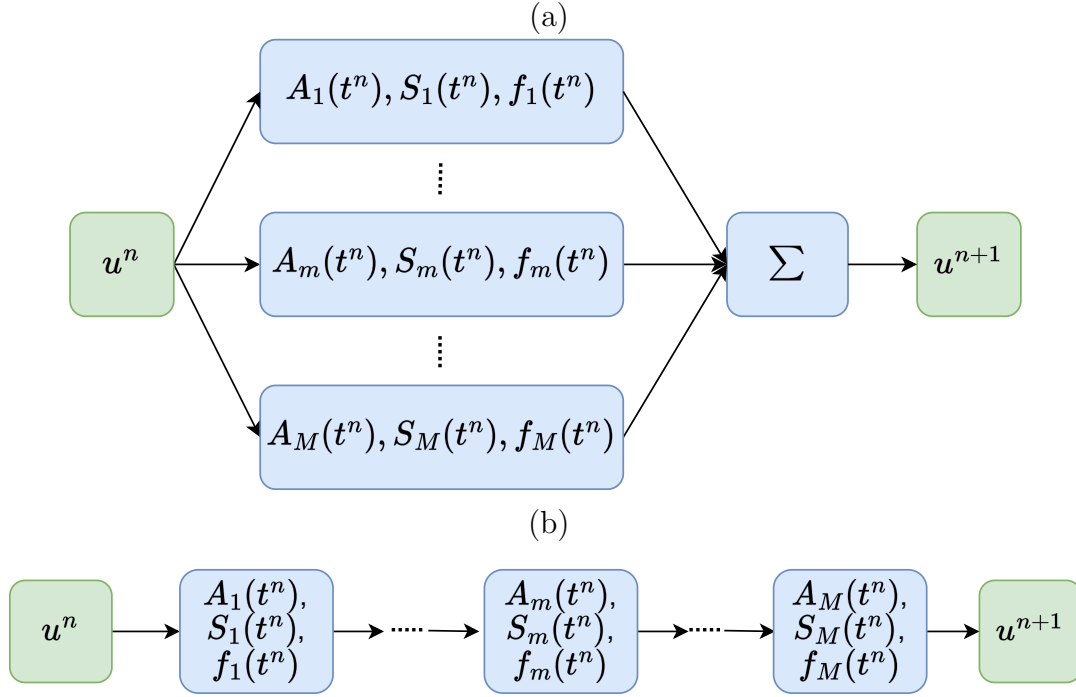 (a)
A_1(t^n), S_1(t^n), f_1(t^n)
u^n
A_m(t^n), S_m(t^n), f_m(t^n)
∑
u^{n+1}
A_M(t^n), S_M(t^n), f_M(t^n)
(b)
u^n
A_1(t^n),
S_1(t^n),
f_1(t^n)
A_m(t^n),
S_m(t^n),
f_m(t^n)
A_M(t^n),
S_M(t^n),
f_M(t^n)
u^{n+1}